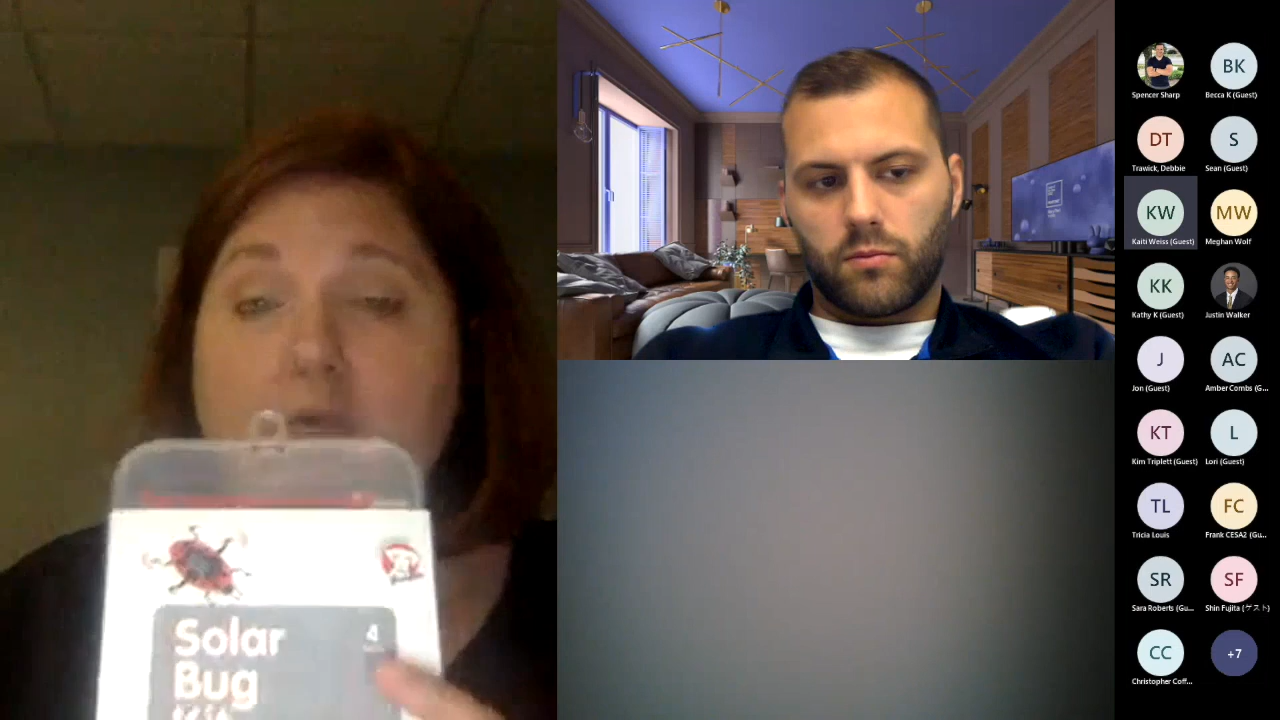 Solar
Bug
Kit
4
Spencer Sharp
BK
Becca K (Guest)
DT
Trawick, Debbie
S
Sean (Guest)
KW
Kaiti Weiss (Guest)
MW
Meghan Wolf
KK
Kathy K (Guest)
Justin Walker
J
Jon (Guest)
AC
Amber Combs (G...
KT
Kim Triplett (Guest)
L
Lori (Guest)
TL
Tricia Louis
FC
Frank CESA2 (Gu...
SR
Sara Roberts (Gu...
SF
Shin Fujita (ゲスト)
CC
Christopher Coff...
+7